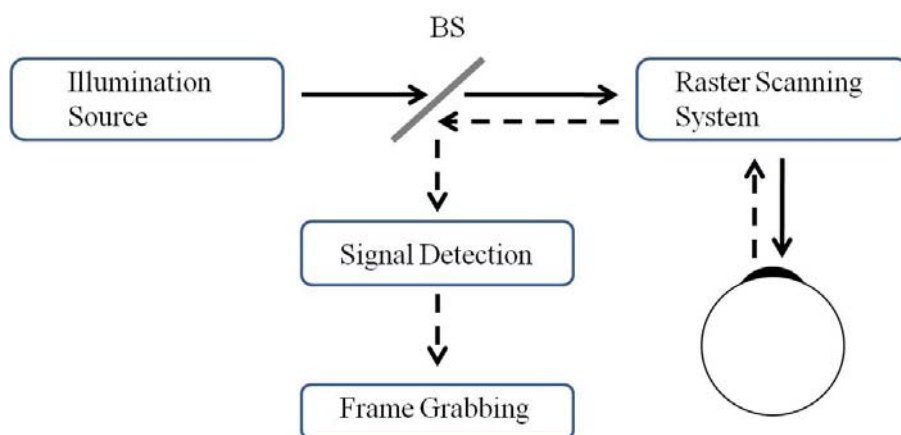 BS
Illumination
Source
Raster Scanning
System
Signal Detection
Frame Grabbing